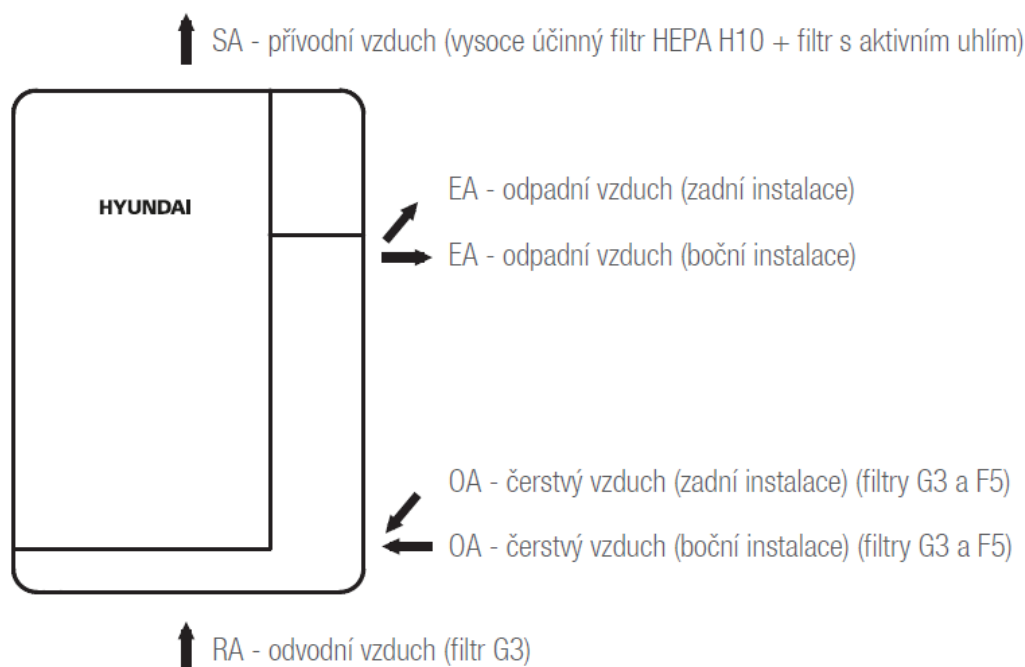 SA - přívodní vzduch (vysoce účinný filtr HEPA H10 + filtr s aktivním uhlím)
HYUNDAI
EA - odpadní vzduch (zadní instalace)
EA - odpadní vzduch (boční instalace)
OA - čerstvý vzduch (zadní instalace) (filtry G3 a F5)
OA - čerstvý vzduch (boční instalace) (filtry G3 a F5)
RA - odvodní vzduch (filtr G3)